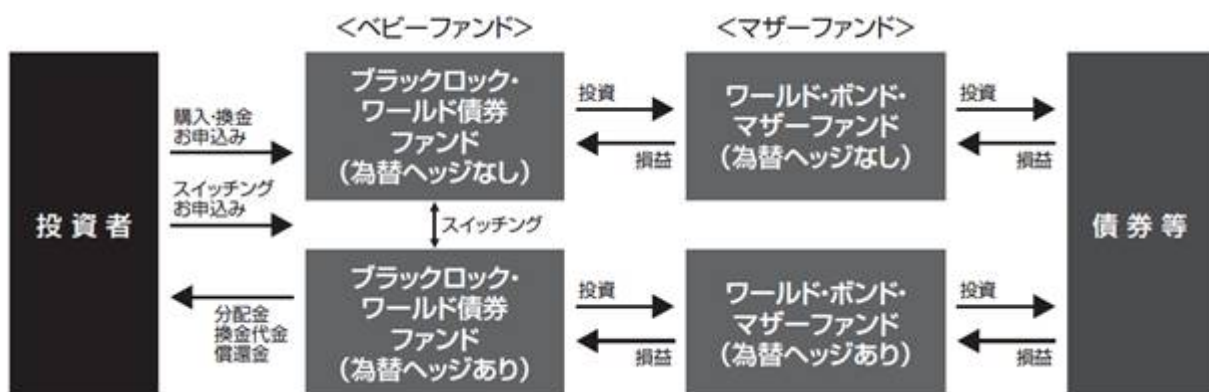 ＜ベビーファンド＞
＜マザーファンド＞
投資者
購入・換金
お申込み
スイッチング
お申込み
分配金
換金代金
償還金
ブラックロック・
ワールド債券
ファンド
（為替ヘッジなし）
スイッチング
ブラックロック・
ワールド債券
ファンド
（為替ヘッジあり）
投資
損益
投資
損益
ワールド・ボンド・
マザーファンド
（為替ヘッジなし）
ワールド・ボンド・
マザーファンド
（為替ヘッジあり）
投資
損益
投資
損益
債券等